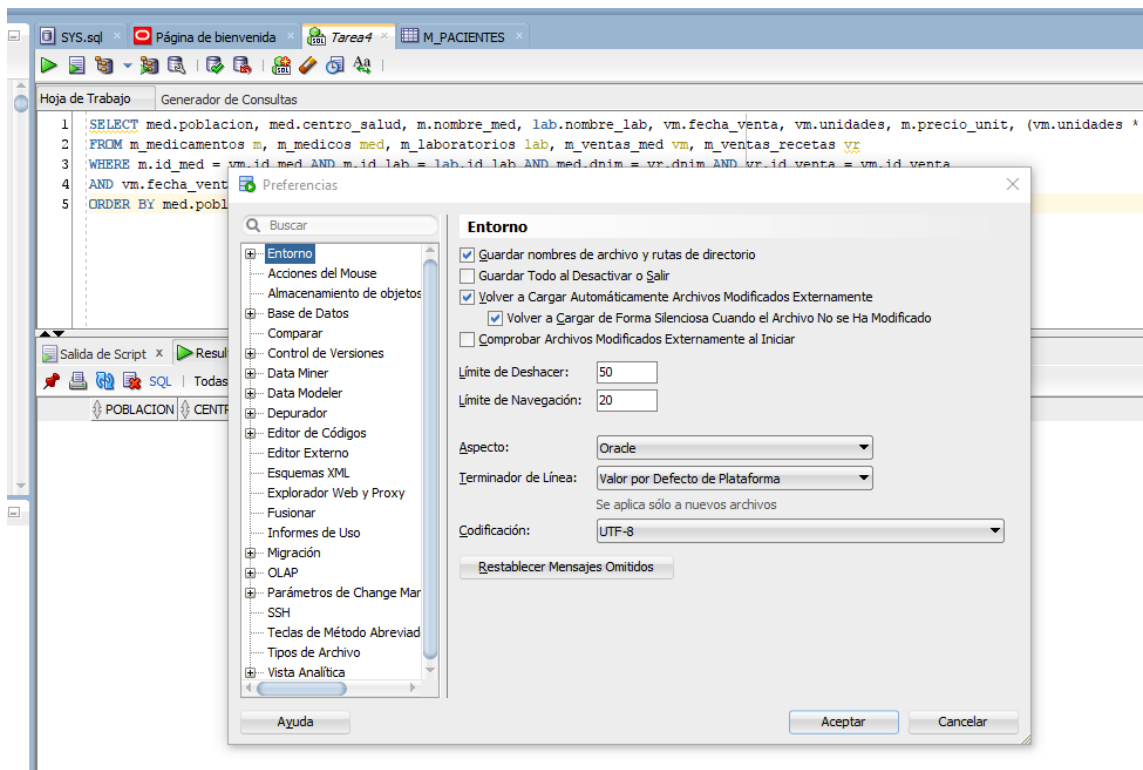 SYS.sql Página de bienvenida Tarea4 M_PACIENTES
Hoja de Trabajo Generador de Consultas
1 SELECT med.poblacion, med.centro_salud, m.nombre_med, lab.nombre_lab, vm.fecha_venta, vm.unidades, m.precio_unit, (vm.unidades *
2 FROM m_medicamentos m, m_medicos med, m_laboratorios lab, m_ventas_med vm, m_ventas_recetas vr
3 WHERE m.id_med = vm.id_med AND m.id_lab = lab.id_lab AND med.dnim = vr.dnim AND vr.id_venta = vm.id_venta
4 AND vm.fecha_vent
5 ORDER BY med.pobl
Salida de Script Resul
SQL | Todas
POBLACION CENTR
Preferencias
Buscar
Entorno
Acciones del Mouse
Almacenamiento de objetos
Base de Datos
Comparar
Control de Versiones
Data Miner
Data Modeler
Depurador
Editor de Códigos
Editor Externo
Esquemas XML
Explorador Web y Proxy
Fusionar
Informes de Uso
Migración
OLAP
Parámetros de Change Mar
SSH
Teclas de Método Abreviad
Tipos de Archivo
Vista Analítica
Entorno
Guardar nombres de archivo y rutas de directorio
Guardar Todo al Desactivar o Salir
Volver a Cargar Automáticamente Archivos Modificados Externamente
Volver a Cargar de Forma Silenciosa Cuando el Archivo No se Ha Modificado
Comprobar Archivos Modificados Externamente al Iniciar
Límite de Deshacer: 50
Límite de Navegación: 20
Aspecto: Oracle
Terminador de Línea: Valor por Defecto de Plataforma
Se aplica sólo a nuevos archivos
Codificación: UTF-8
Restablecer Mensajes Omitidos
Ayuda Aceptar Cancelar